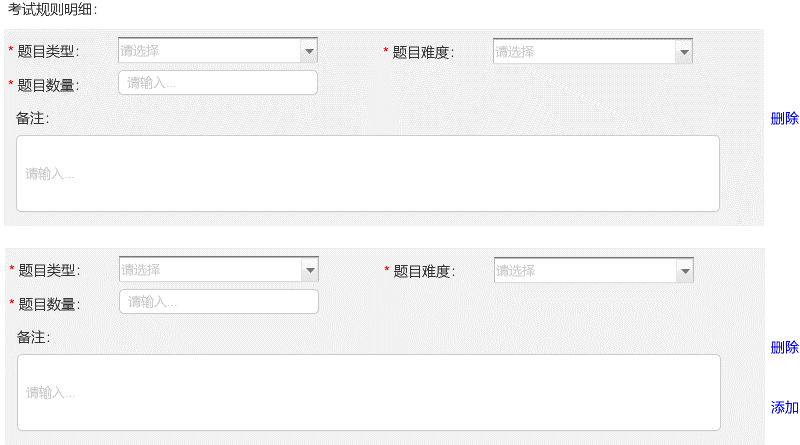 考试规则明细：
* 题目类型： 请选择 * 题目难度： 请选择
* 题目数量： 请输入...
备注： 删除
请输入...
* 题目类型： 请选择 * 题目难度： 请选择
* 题目数量： 请输入...
备注：
删除
请输入...
添加